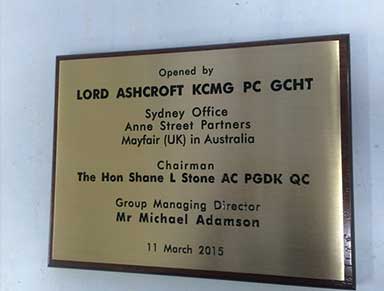 Opened by
LORD ASHCROFT KCMG PC GCHT
Sydney Office
Anne Street Partners
Mayfair (UK) in Australia
Chairman
The Hon Shane L Stone AC PGDK QC
Group Managing Director
Mr Michael Adamson
11 March 2015